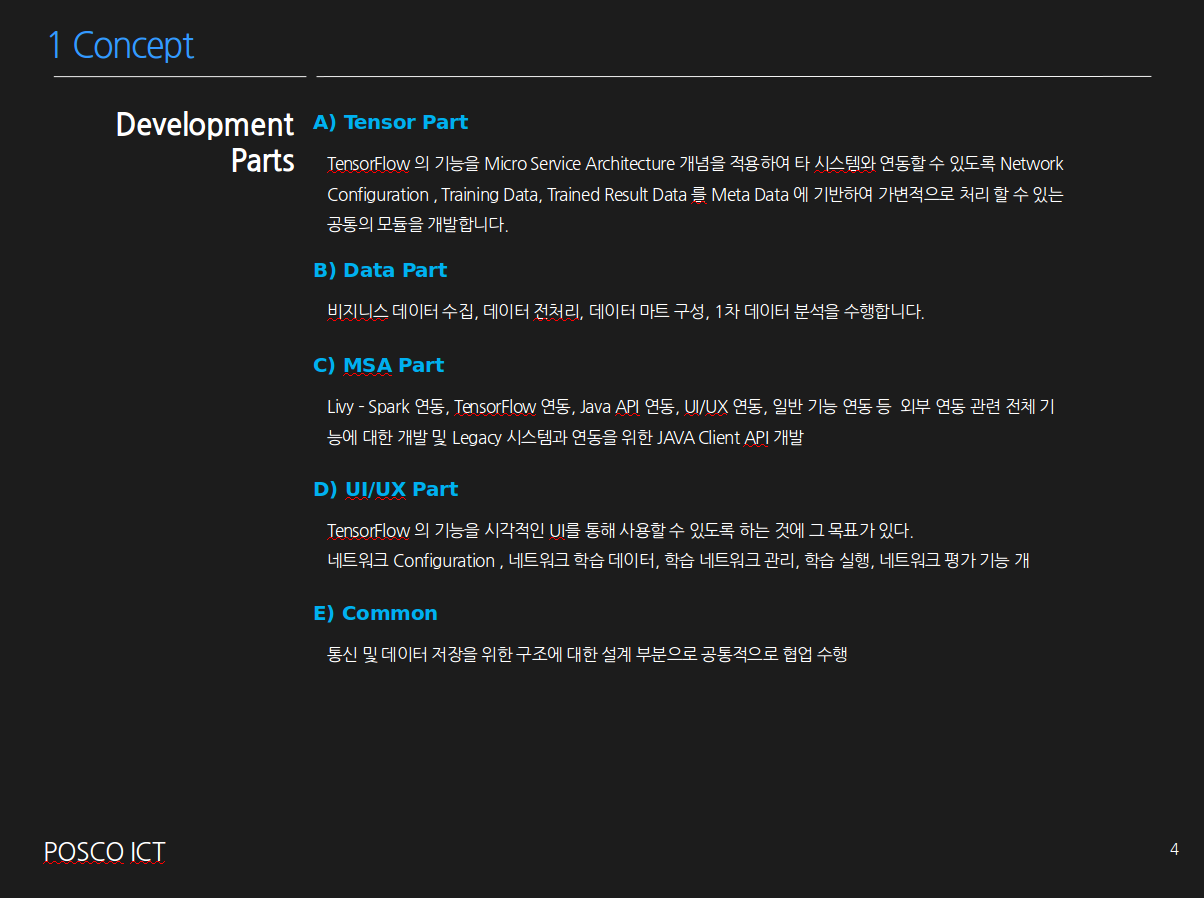 1 Concept
Development
Parts
A) Tensor Part
TensorFlow 의 기능을 Micro Service Architecture 개념을 적용하여 타 시스템와 연동할 수 있도록 Network
Configuration , Training Data, Trained Result Data 를 Meta Data 에 기반하여 가변적으로 처리 할 수 있는
공통의 모듈을 개발합니다.
B) Data Part
비지니스 데이터 수집, 데이터 전처리, 데이터 마트 구성, 1차 데이터 분석을 수행합니다.
C) MSA Part
Livy – Spark 연동, TensorFlow 연동, Java API 연동, UI/UX 연동, 일반 기능 연동 등 외부 연동 관련 전체 기
능에 대한 개발 및 Legacy 시스템과 연동을 위한 JAVA Client API 개발
D) UI/UX Part
TensorFlow 의 기능을 시각적인 UI를 통해 사용할 수 있도록 하는 것에 그 목표가 있다.
네트워크 Configuration , 네트워크 학습 데이터, 학습 네트워크 관리, 학습 실행, 네트워크 평가 기능 개
E) Common
통신 및 데이터 저장을 위한 구조에 대한 설계 부분으로 공통적으로 협업 수행
POSCO ICT
4